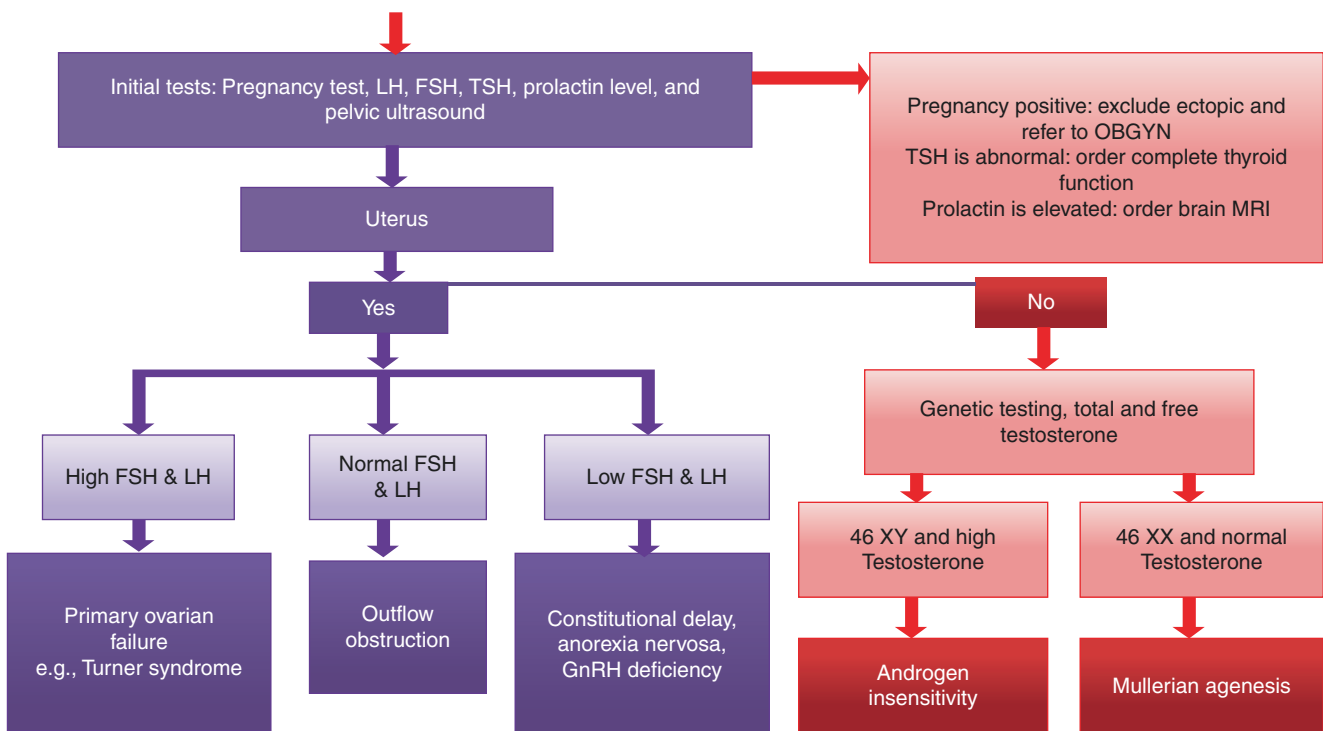 Initial tests: Pregnancy test, LH, FSH, TSH, prolactin level, and
pelvic ultrasound
Pregnancy positive: exclude ectopic and
refer to OBGYN
TSH is abnormal: order complete thyroid
function
Prolactin is elevated: order brain MRI
Uterus
Yes
No
High FSH & LH
Normal FSH
& LH
Low FSH & LH
Genetic testing, total and free
testosterone
Primary ovarian
failure
e.g., Turner syndrome
Outflow
obstruction
Constitutional delay,
anorexia nervosa,
GnRH deficiency
46 XY and high
Testosterone
46 XX and normal
Testosterone
Androgen
insensitivity
Mullerian agenesis